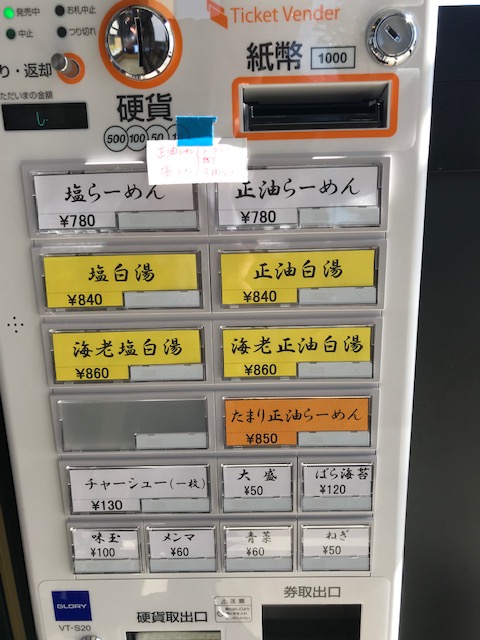 発売中
お札中止
中止
つり切れ
Ticket Vender
り・返却
ただいまの金額
紙幣
1000
硬貨
500 100 50
正油
塩らーめん
¥780
正油らーめん
¥780
塩白湯
¥840
正油白湯
¥840
海老塩白湯
¥860
海老正油白湯
¥860
たまり正油らーめん
¥850
チャーシュー(一枚)
¥130
大盛
¥50
ばら海苔
¥120
味玉
¥100
メンマ
¥60
青菜
¥60
ねぎ
¥50
GLORY
VT-S20
硬貨取出口
注意
券取出口